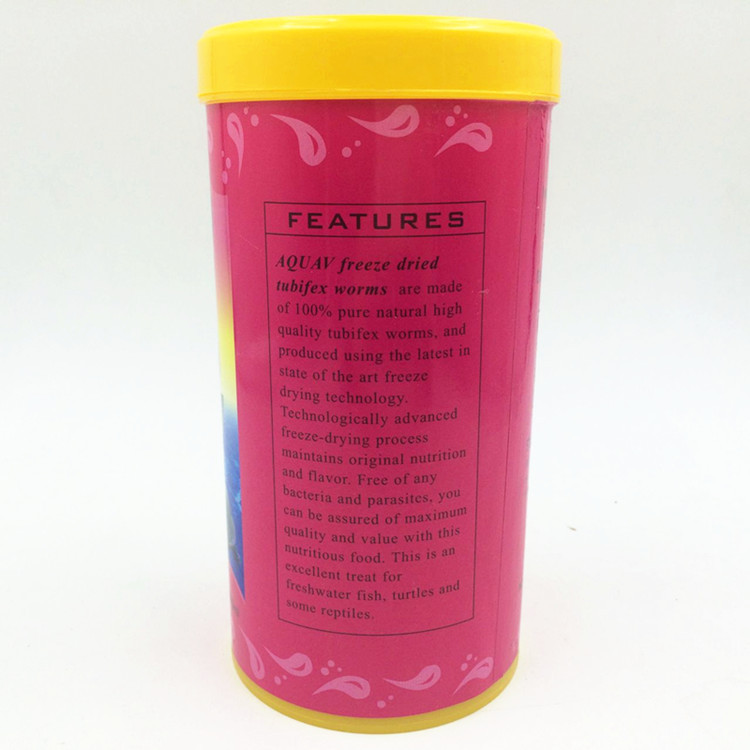 FEATURES
AQUAV freeze dried
tubifex worms are made
of 100% pure natural high
quality tubifex worms, and
produced using the latest in
state of the art freeze
drying technology.
Technologically advanced
freeze-drying process
maintains original nutrition
and flavor. Free of any
bacteria and parasites, you
can be assured of maximum
quality and value with this
nutritious food. This is an
excellent treat for
freshwater fish, turtles and
some reptiles.